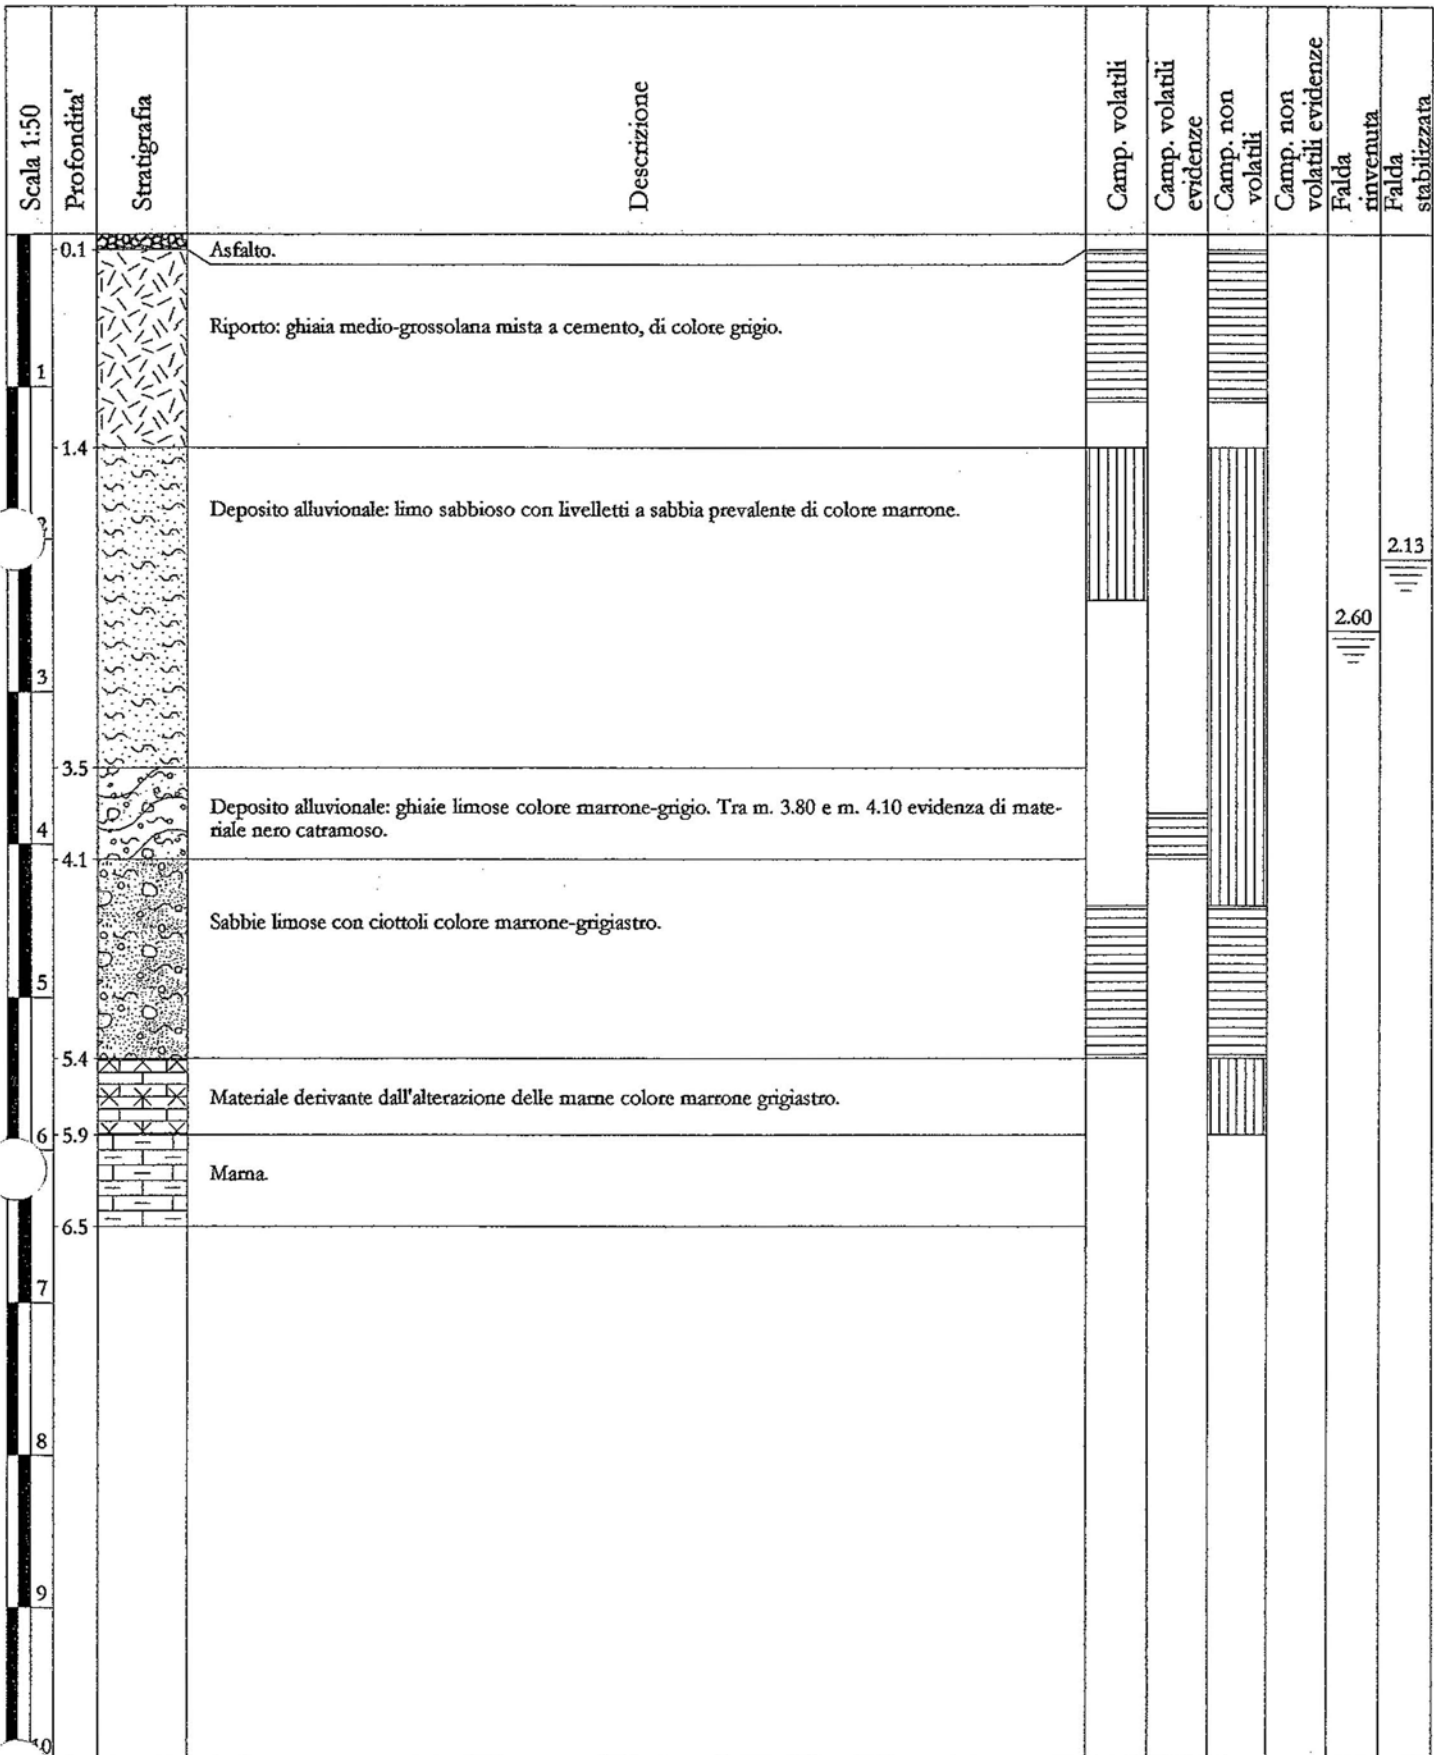 Scala 1:50
Profondita'
Stratigrafia
Descrizione
Camp. volatili
Camp. volatili
evidenze
Camp. non
volatili
Camp. non
volatili evidenze
Falda
rinvenuta
Falda
stabilizzata
0.1
Asfalto.
Riporto: ghiaia medio-grossolana mista a cemento, di colore grigio.
1
1.4
Deposito alluvionale: limo sabbioso con livelletti a sabbia prevalente di colore marrone.
2.13
2.60
3
3.5
Deposito alluvionale: ghiaie limose colore marrone-grigio. Tra m. 3.80 e m. 4.10 evidenza di mate-
riale nero catramoso.
4
4.1
Sabbie limose con ciottoli colore marrone-grigiastro.
5
5.4
Materiale derivante dall'alterazione delle marne colore marrone grigiastro.
6
5.9
Marna.
6.5
7
8
9